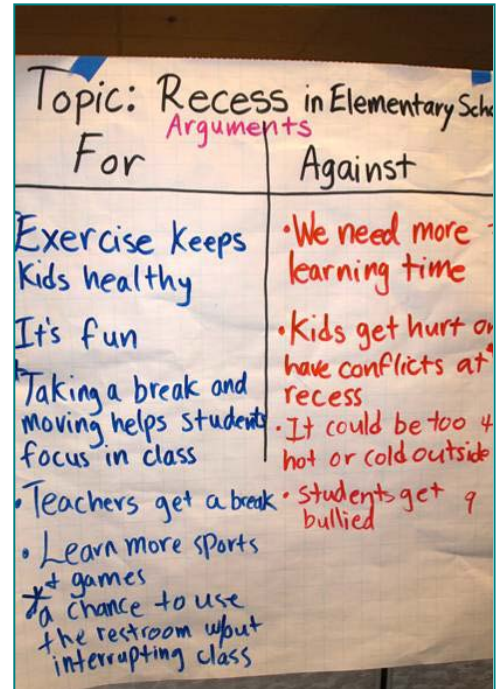 Topic: Recess in Elementary
Arguments
For
Against
Exercise keeps
Kids healthy
It's fun
Taking a break and
moving helps students
focus in class
• Teachers get a break
• Learn more sports
+ games
* a chance to use
the restroom w/out
interrupting class
• We need more
learning time
• Kids get hurt or
have conflicts at
recess
• It could be too
hot or cold outside
• students get
bullied